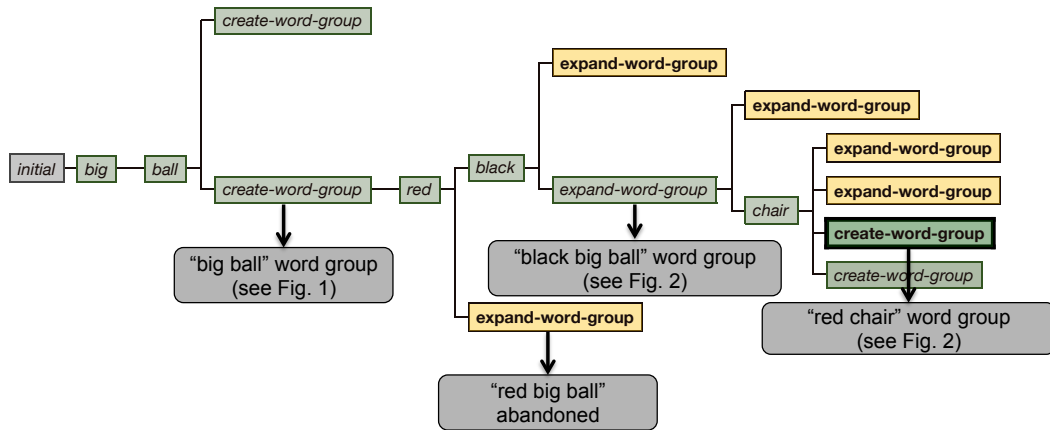 create-word-group
expand-word-group
expand-word-group
initial
big
ball
black
expand-word-group
create-word-group
red
expand-word-group
expand-word-group
chair
create-word-group
create-word-group
“big ball” word group
(see Fig. 1)
“black big ball” word group
(see Fig. 2)
expand-word-group
“red chair” word group
(see Fig. 2)
“red big ball”
abandoned